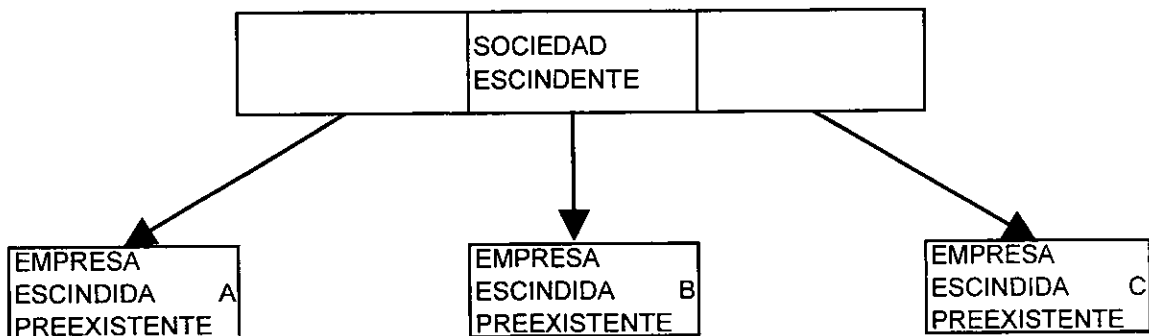 SOCIEDAD
ESCINDENTE
EMPRESA
ESCINDIDA A
PREEXISTENTE
EMPRESA
ESCINDIDA B
PREEXISTENTE
EMPRESA
ESCINDIDA C
PREEXISTENTE